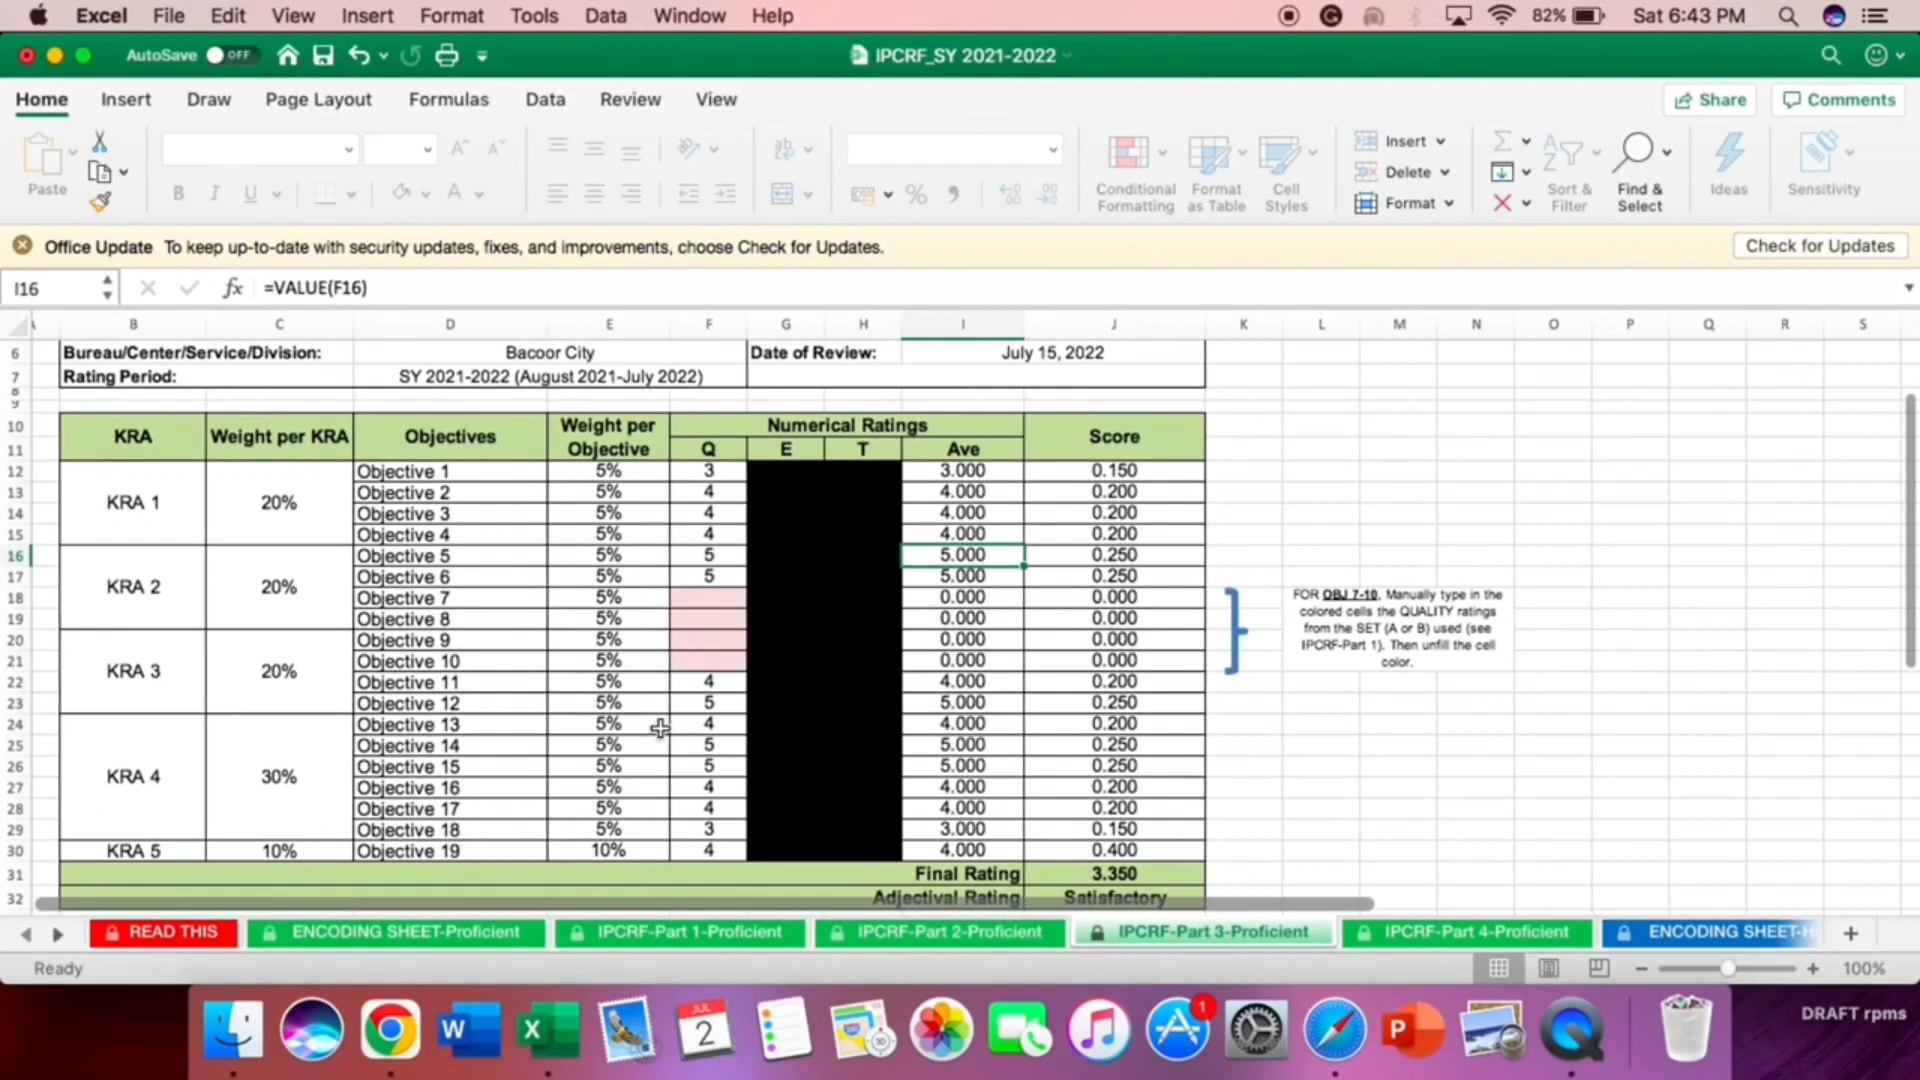 Excel File Edit View Insert Format Tools Data Window Help 82% Sat 6:43 PM
AutoSave OFF IPCRF_SY 2021-2022
Home Insert Draw Page Layout Formulas Data Review View Share Comments
Paste
B I U
A
ab
%
Conditional Formatting
Format as Table
Cell Styles
Insert
Delete
Format
Sort & Filter
Find & Select
Ideas
Sensitivity
Office Update To keep up-to-date with security updates, fixes, and improvements, choose Check for Updates. Check for Updates
I16 fx =VALUE(F16)
B C D E F G H I J K L M N O P Q R S
6 Bureau/Center/Service/Division: Bacoor City Date of Review: July 15, 2022
7 Rating Period: SY 2021-2022 (August 2021-July 2022)
8
9
10 KRA Weight per KRA Objectives Weight per Objective Numerical Ratings Score
11 Q E T Ave
12 Objective 1 5% 3 3.000 0.150
13 KRA 1 20% Objective 2 5% 4 4.000 0.200
14 Objective 3 5% 4 4.000 0.200
15 Objective 4 5% 4 4.000 0.200
16 Objective 5 5% 5 5.000 0.250
17 KRA 2 20% Objective 6 5% 5 5.000 0.250
18 Objective 7 5% 0.000 0.000
19 Objective 8 5% 0.000 0.000
20 Objective 9 5% 0.000 0.000
21 KRA 3 20% Objective 10 5% 0.000 0.000
22 Objective 11 5% 4 4.000 0.200
23 Objective 12 5% 5 5.000 0.250
24 Objective 13 5% 4 4.000 0.200
25 Objective 14 5% 5 5.000 0.250
26 KRA 4 30% Objective 15 5% 5 5.000 0.250
27 Objective 16 5% 4 4.000 0.200
28 Objective 17 5% 4 4.000 0.200
29 Objective 18 5% 3 3.000 0.150
30 KRA 5 10% Objective 19 10% 4 4.000 0.400
31 Final Rating 3.350
32 Adjectival Rating Satisfactory
FOR OBJ 7-10, Manually type in the
colored cells the QUALITY ratings
from the SET (A or B) used (see
IPCRF-Part 1). Then unfill the cell
color.
READ THIS ENCODING SHEET-Proficient IPCRF-Part 1-Proficient IPCRF-Part 2-Proficient IPCRF-Part 3-Proficient IPCRF-Part 4-Proficient ENCODING SHEET-H
Ready 100%
W X JUL 2 1 P
DRAFT rpms